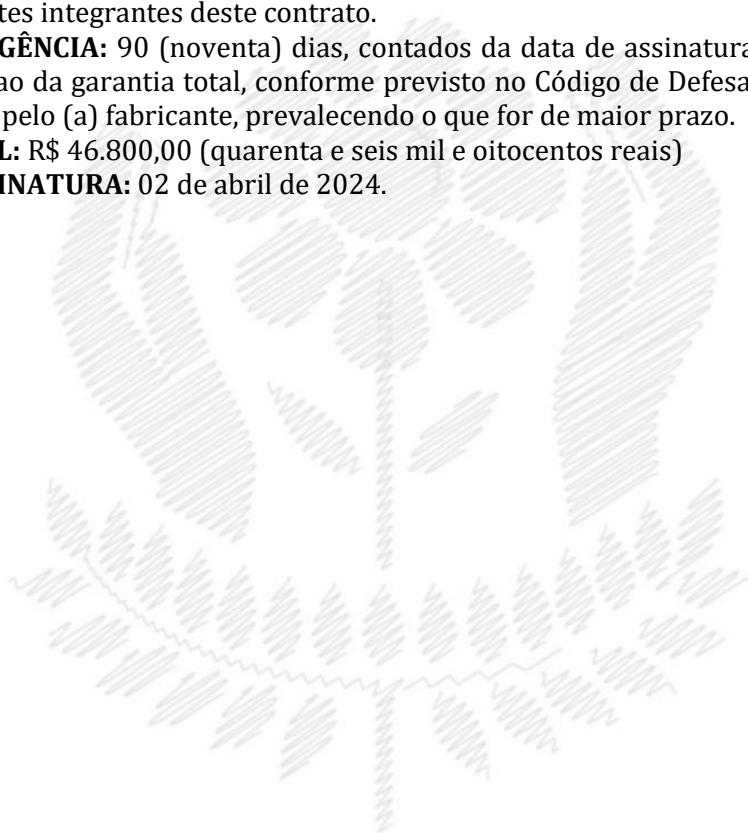 tes integrantes deste contrato.
GÊNCIA: 90 (noventa) dias, contados da data de assinatura
ao da garantia total, conforme previsto no Código de Defesa
pelo (a) fabricante, prevalecendo o que for de maior prazo.
L: R$ 46.800,00 (quarenta e seis mil e oitocentos reais)
INATURA: 02 de abril de 2024.